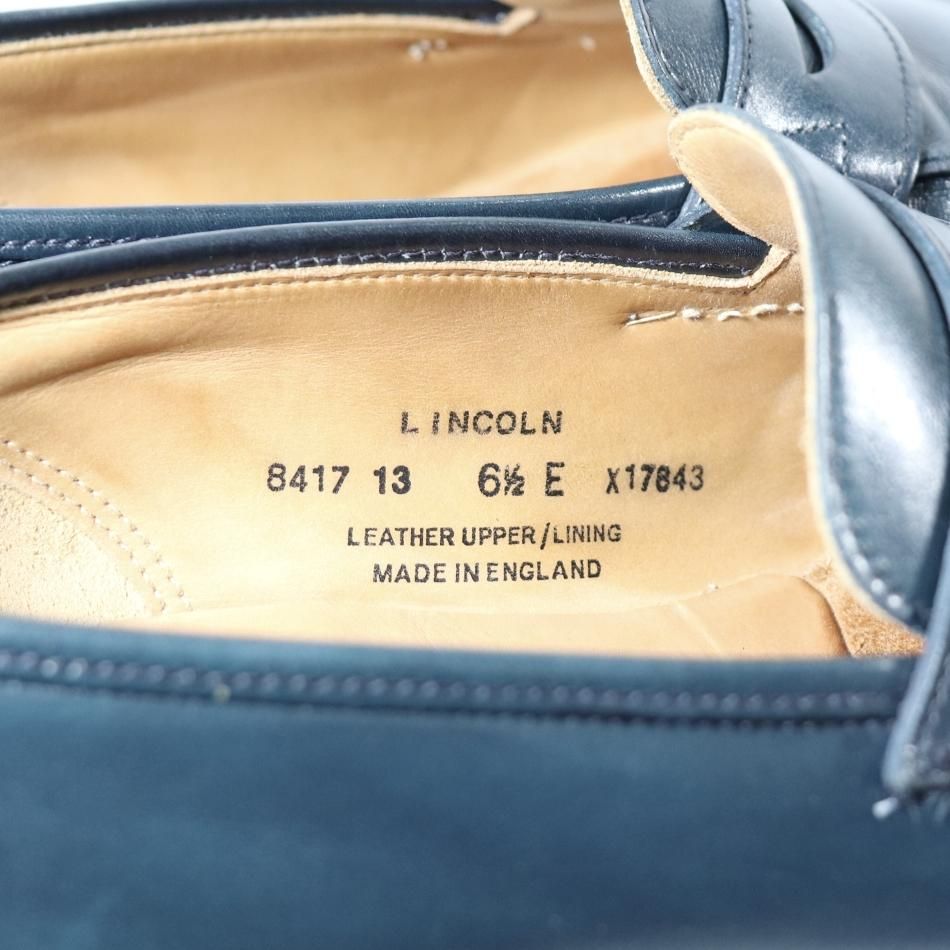 LINCOLN
8417 13 6½ E X17843
LEATHER UPPER/LINING
MADE IN ENGLAND